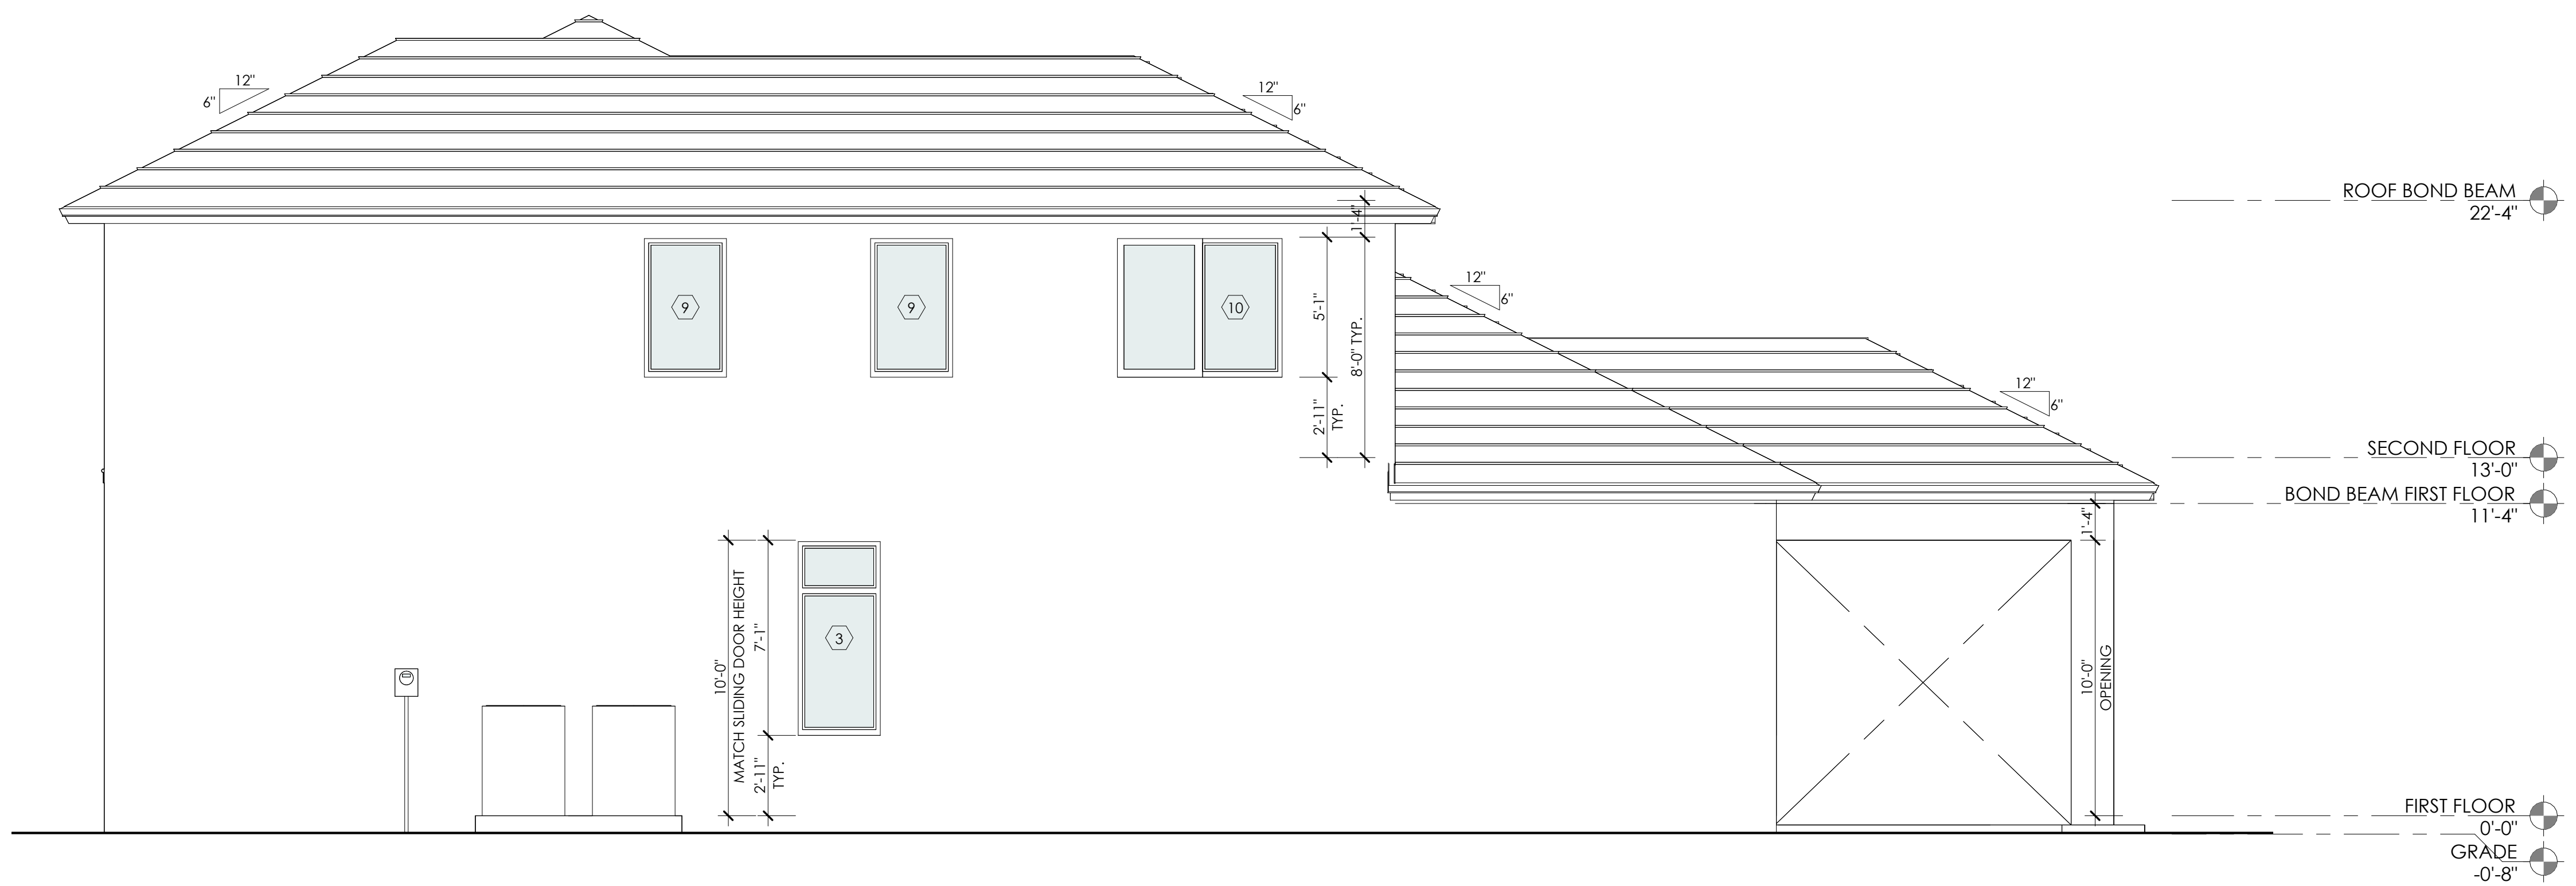 12"
6"
12"
6"
ROOF BOND BEAM
22'-4"
1'-4"
9
9
10
5'-1"
8'-0" TYP.
2'-11"
TYP.
12"
6"
12"
6"
SECOND FLOOR
13'-0"
BOND BEAM FIRST FLOOR
11'-4"
1'-4"
10'-0"
MATCH SLIDING DOOR HEIGHT
7'-1"
2'-11"
TYP.
3
10'-0"
OPENING
FIRST FLOOR
0'-0"
GRADE
-0'-8"